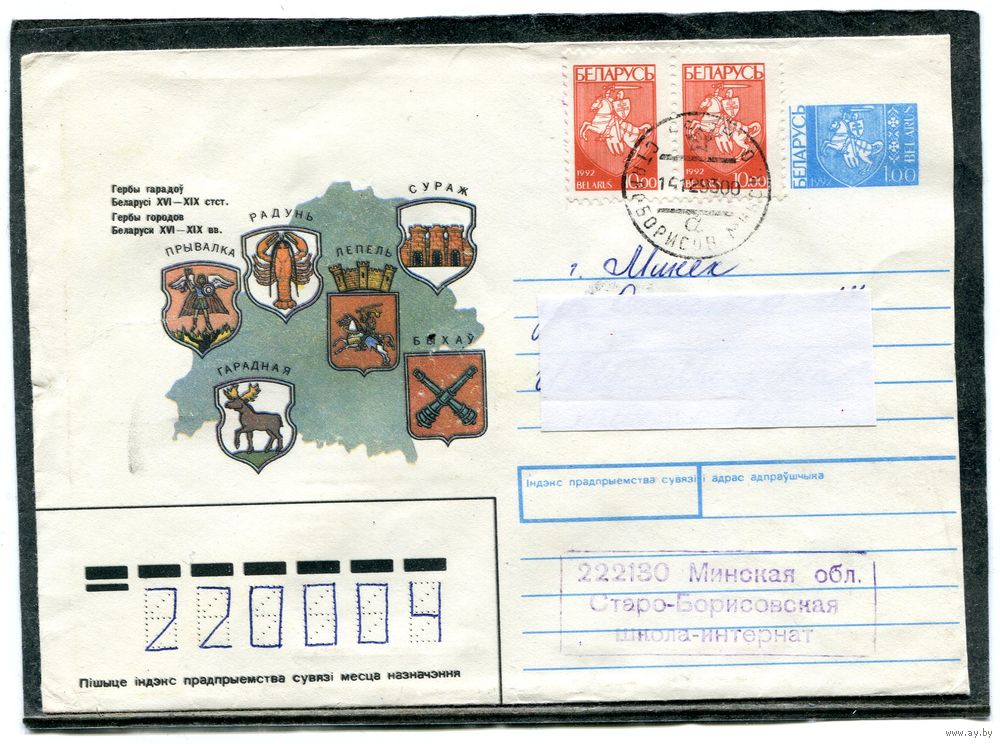 Гербы гарадоў
Беларусі XVI—XIX стст.
Гербы городов
Беларуси XVI—XIX вв.
ПРЫВАЛКА
РАДУНЬ
СУРАЖ
ЛЕПЕЛЬ
БЫХАЎ
ГАРАДНАЯ
БЕЛАРУСЬ
1992
BELARUS
10.00
БЕЛАРУСЬ
1992
10.00
БЕЛАРУСЬ
1992
BELARUS
1.00
БОРИСОВ
г. Минск
Індэкс прадпрыемства сувязі і адрас адпраўшчыка
222130 Минская обл.
Старо-Борисовская
школа-интернат
220004
Пішыце індэкс прадпрыемства сувязі месца назначэння
www.ay.by